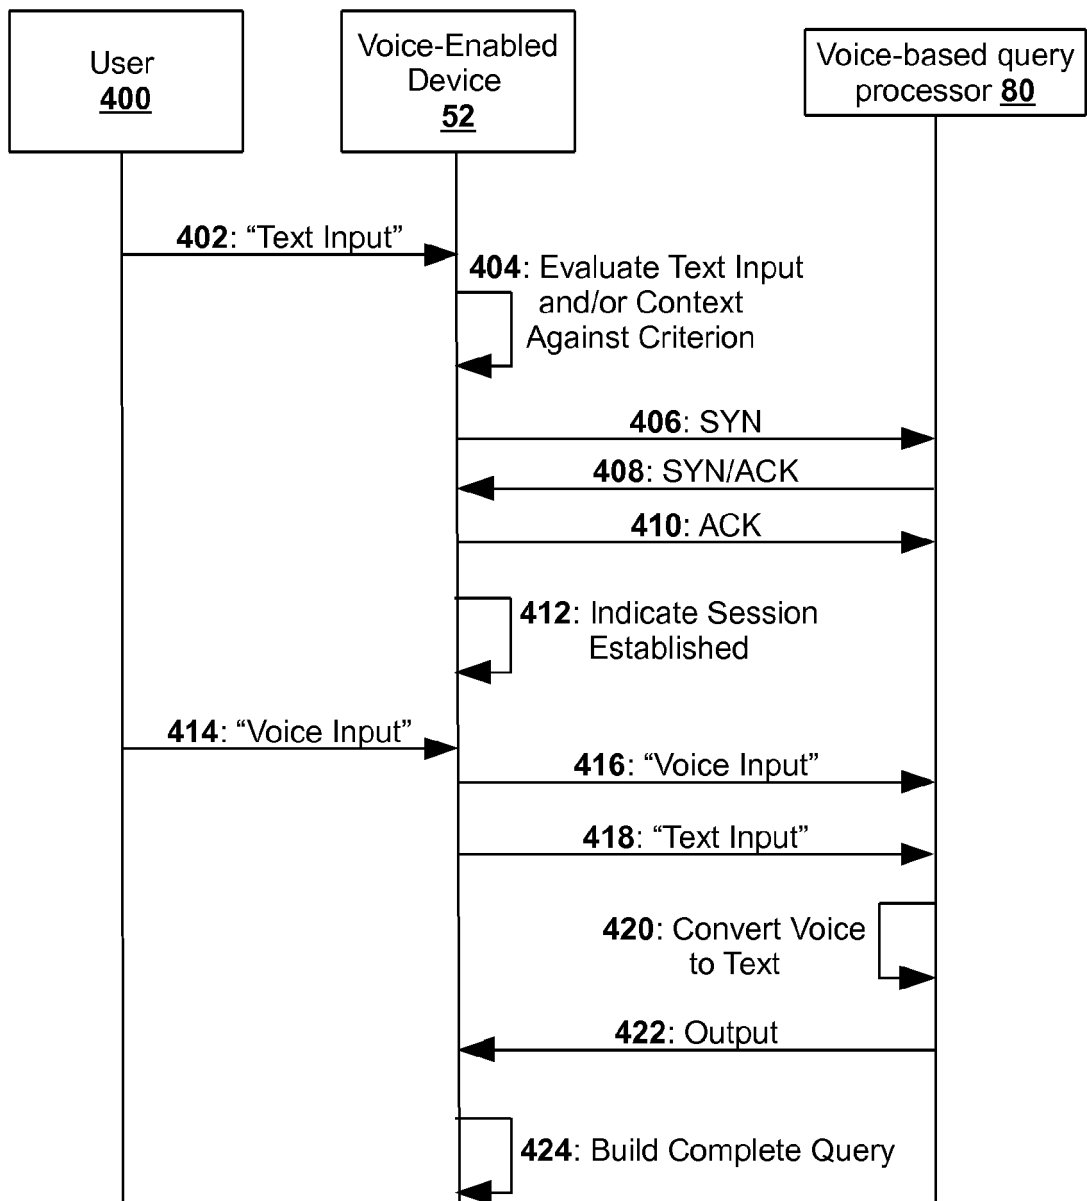 User
400
Voice-Enabled
Device
52
Voice-based query
processor 80
402: “Text Input”
404: Evaluate Text Input
and/or Context
Against Criterion
406: SYN
408: SYN/ACK
410: ACK
412: Indicate Session
Established
414: “Voice Input”
416: “Voice Input”
418: “Text Input”
420: Convert Voice
to Text
422: Output
424: Build Complete Query